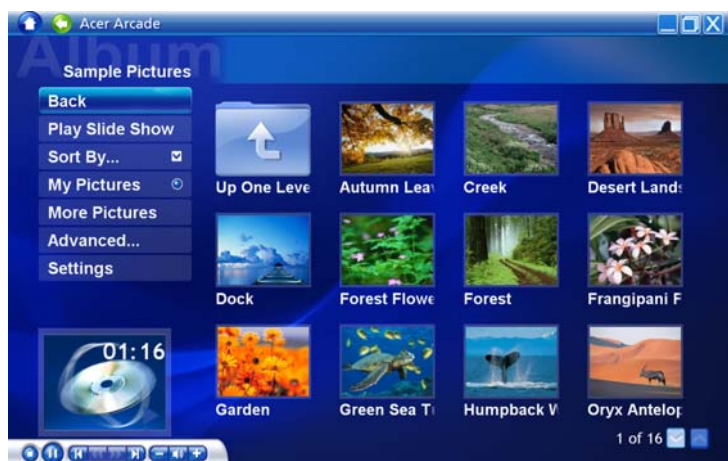 Acer Arcade
Album
Sample Pictures
Back
Play Slide Show
Sort By...
My Pictures
More Pictures
Advanced...
Settings
Up One Leve
Autumn Lea
Creek
Desert Lands
Dock
Forest Flowe
Forest
Frangipani F
Garden
Green Sea T
Humpback W
Oryx Antelop
01:16
1 of 16